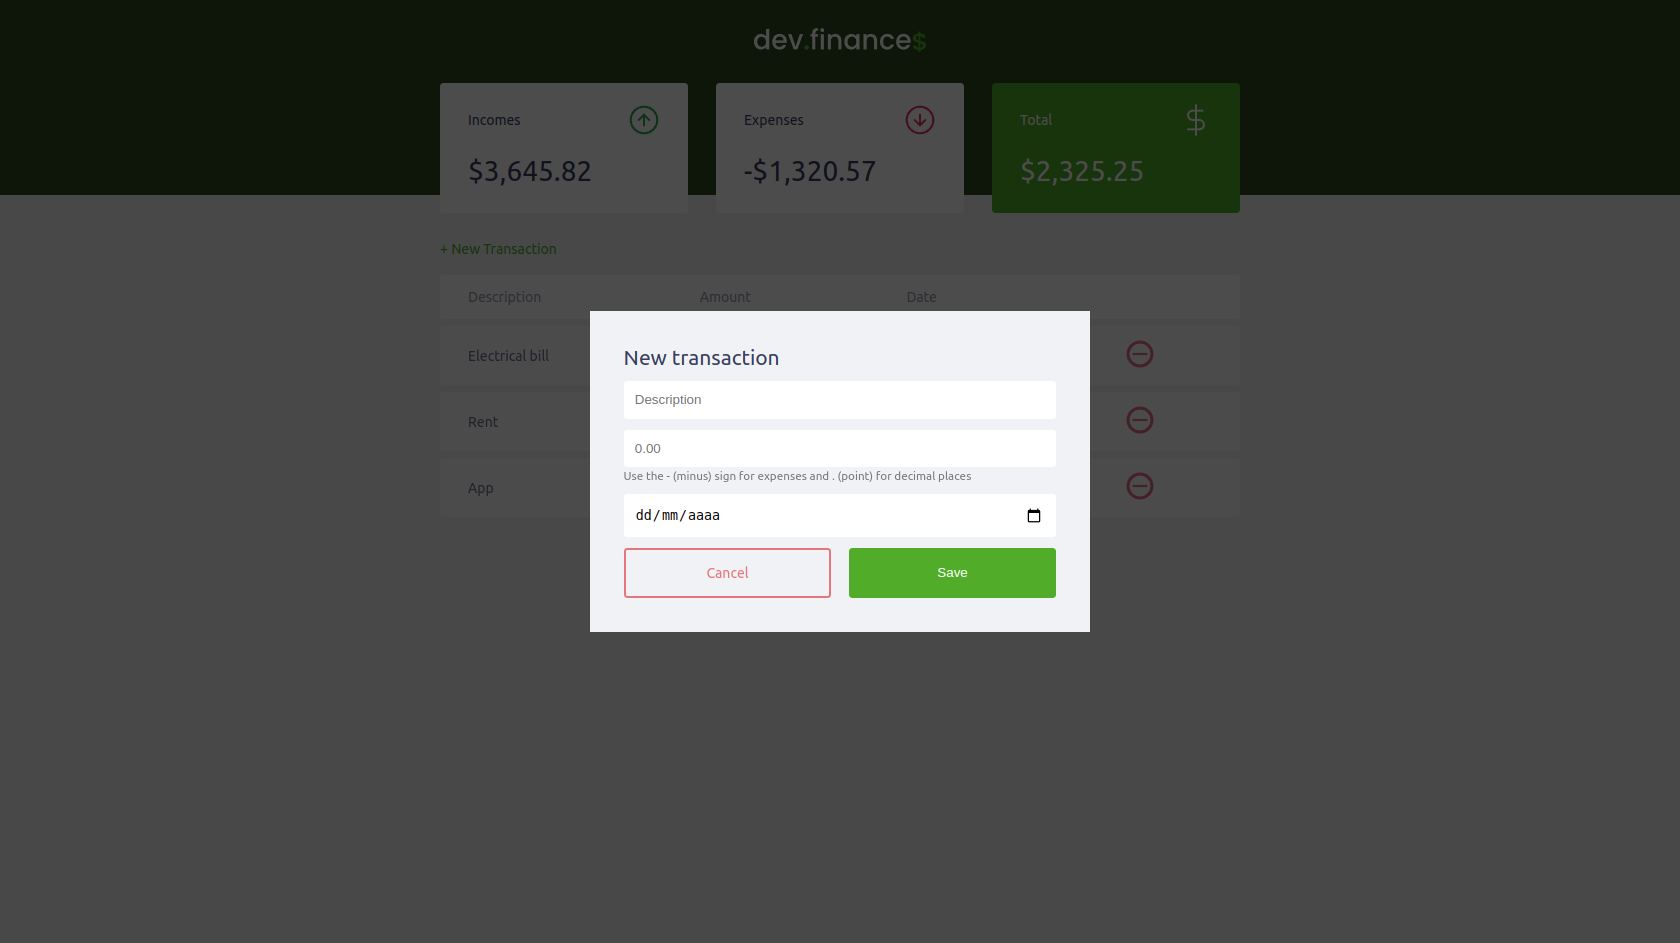 dev.finance$
Incomes
Expenses
Total
$
$3,645.82
-$1,320.57
$2,325.25
+ New Transaction
Description Amount Date
Electrical bill
Rent
App
New transaction
Description
0.00
Use the - (minus) sign for expenses and . (point) for decimal places
dd/mm/aaaa
Cancel
Save